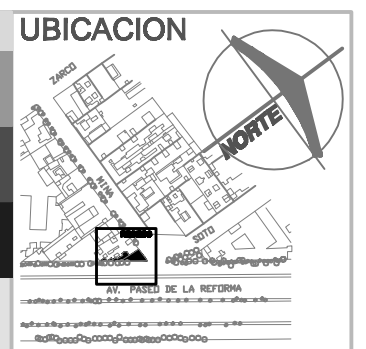 UBICACION
ZARCO
NORTE
MINA
SOTO
AV. PASEO DE LA REFORMA